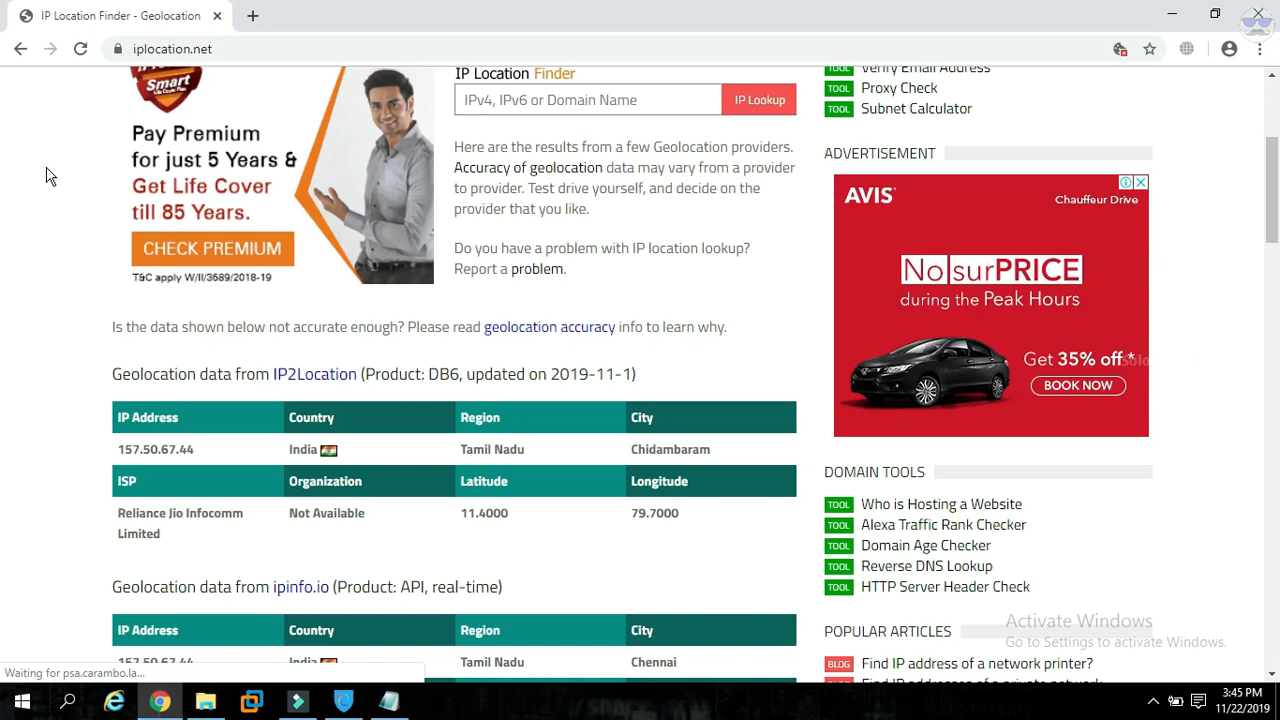 IP Location Finder - Geolocation
iplocation.net
Smart
Pay Premium
for just 5 Years &
Get Life Cover
till 85 Years.
CHECK PREMIUM
T&C apply W/II/3689/2018-19
IP Location Finder
IPv4, IPv6 or Domain Name
IP Lookup
Here are the results from a few Geolocation providers.
Accuracy of geolocation data may vary from a provider
to provider. Test drive yourself, and decide on the
provider that you like.
Do you have a problem with IP location lookup?
Report a problem.
Is the data shown below not accurate enough? Please read geolocation accuracy info to learn why.
Geolocation data from IP2Location (Product: DB6, updated on 2019-11-1)
IP Address Country Region City
157.50.67.44 India Tamil Nadu Chidambaram
ISP Organization Latitude Longitude
Reliance Jio Infocomm Not Available 11.4000 79.7000
Limited
Geolocation data from ipinfo.io (Product: API, real-time)
IP Address Country Region City
157.50.67.44 India Tamil Nadu Chennai
Waiting for psa.carambo.la...
TOOL Verify Email Address
TOOL Proxy Check
TOOL Subnet Calculator
ADVERTISEMENT
AVIS
Chauffeur Drive
No surPRICE
during the Peak Hours
Get 35% off*
BOOK NOW
DOMAIN TOOLS
TOOL Who is Hosting a Website
TOOL Alexa Traffic Rank Checker
TOOL Domain Age Checker
TOOL Reverse DNS Lookup
TOOL HTTP Server Header Check
Activate Windows
Go to Settings to activate Windows.
POPULAR ARTICLES
BLOG Find IP address of a network printer?
BLOG Find IP address of a private network
3:45 PM
11/22/2019